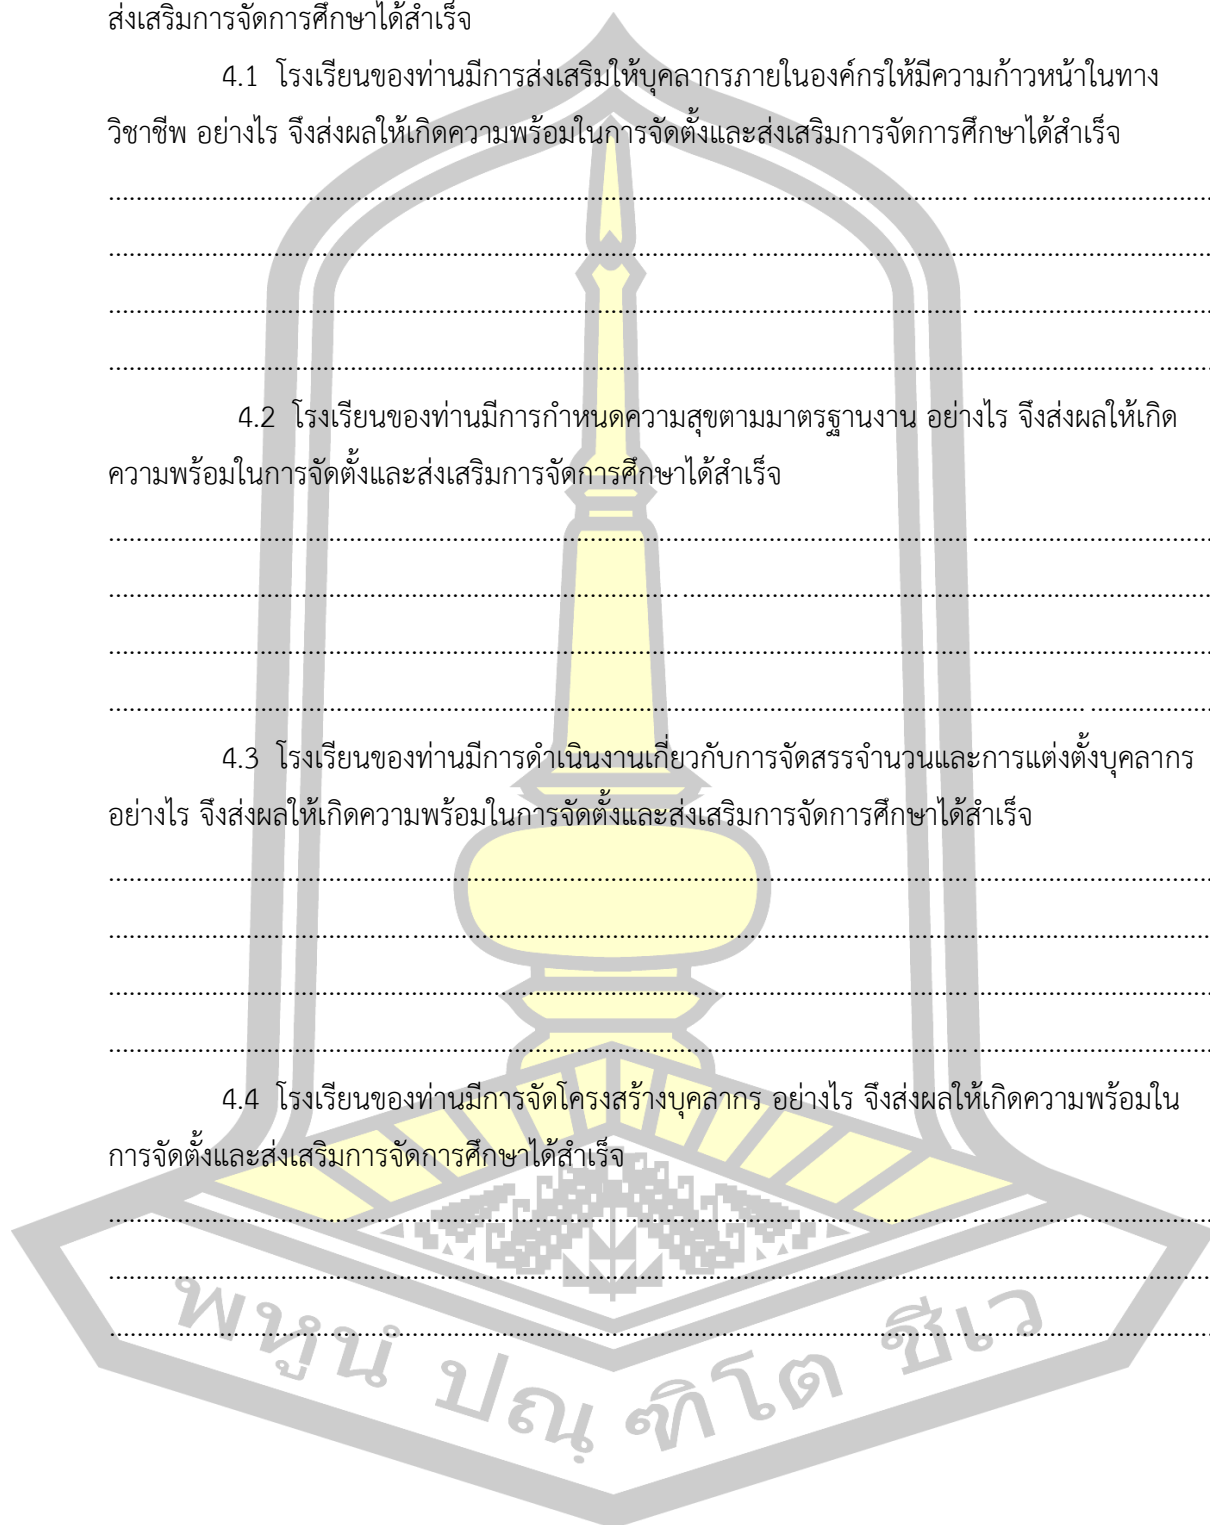 ส่งเสริมการจัดการศึกษาได้สำเร็จ
4.1 โรงเรียนของท่านมีการส่งเสริมให้บุคลากรภายในองค์กรให้มีความก้าวหน้าในทาง
วิชาชีพ อย่างไร จึงส่งผลให้เกิดความพร้อมในการจัดตั้งและส่งเสริมการจัดการศึกษาได้สำเร็จ
4.2 โรงเรียนของท่านมีการกำหนดความสุขตามมาตรฐานงาน อย่างไร จึงส่งผลให้เกิด
ความพร้อมในการจัดตั้งและส่งเสริมการจัดการศึกษาได้สำเร็จ
4.3 โรงเรียนของท่านมีการดำเนินงานเกี่ยวกับการจัดสรรจำนวนและการแต่งตั้งบุคลากร
อย่างไร จึงส่งผลให้เกิดความพร้อมในการจัดตั้งและส่งเสริมการจัดการศึกษาได้สำเร็จ
4.4 โรงเรียนของท่านมีการจัดโครงสร้างบุคลากร อย่างไร จึงส่งผลให้เกิดความพร้อมใน
การจัดตั้งและส่งเสริมการจัดการศึกษาได้สำเร็จ
พหูนํ ปณฺฑิโต ชีเว